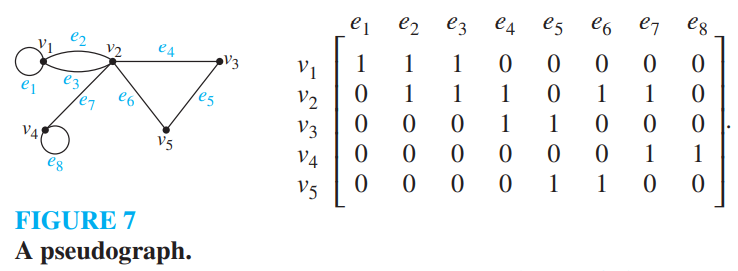 e1 e2 e3 e4 e5 e6 e7 e8
v1 e2 v2 e4 v3
e1 e3 e7 e6 e5
v4 v5
e8
v1 1 1 1 0 0 0 0 0
v2 0 1 1 1 0 1 1 0
v3 0 0 0 1 1 0 0 0
v4 0 0 0 0 0 0 1 1
v5 0 0 0 0 1 1 0 0
.
FIGURE 7
A pseudograph.